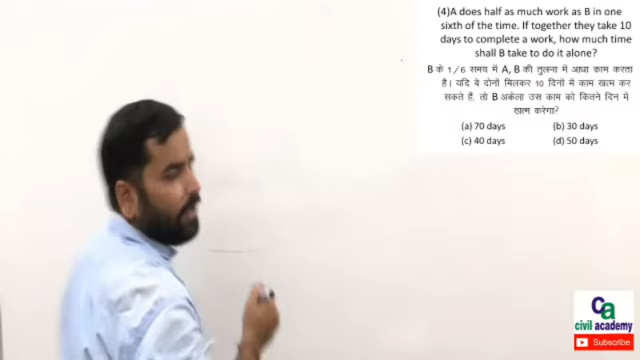 (4)A does half as much work as B in one
sixth of the time. If together they take 10
days to complete a work, how much time
shall B take to do it alone?
B के 1/6 समय में A, B की तुलना में आधा काम करता
है। यदि वे दोनों मिलकर 10 दिनों में काम खत्म कर
सकते हैं, तो B अकेला उस काम को कितने दिन में
खत्म करेगा?
(a) 70 days (b) 30 days
(c) 40 days (d) 50 days
ca
civil academy
Subscribe